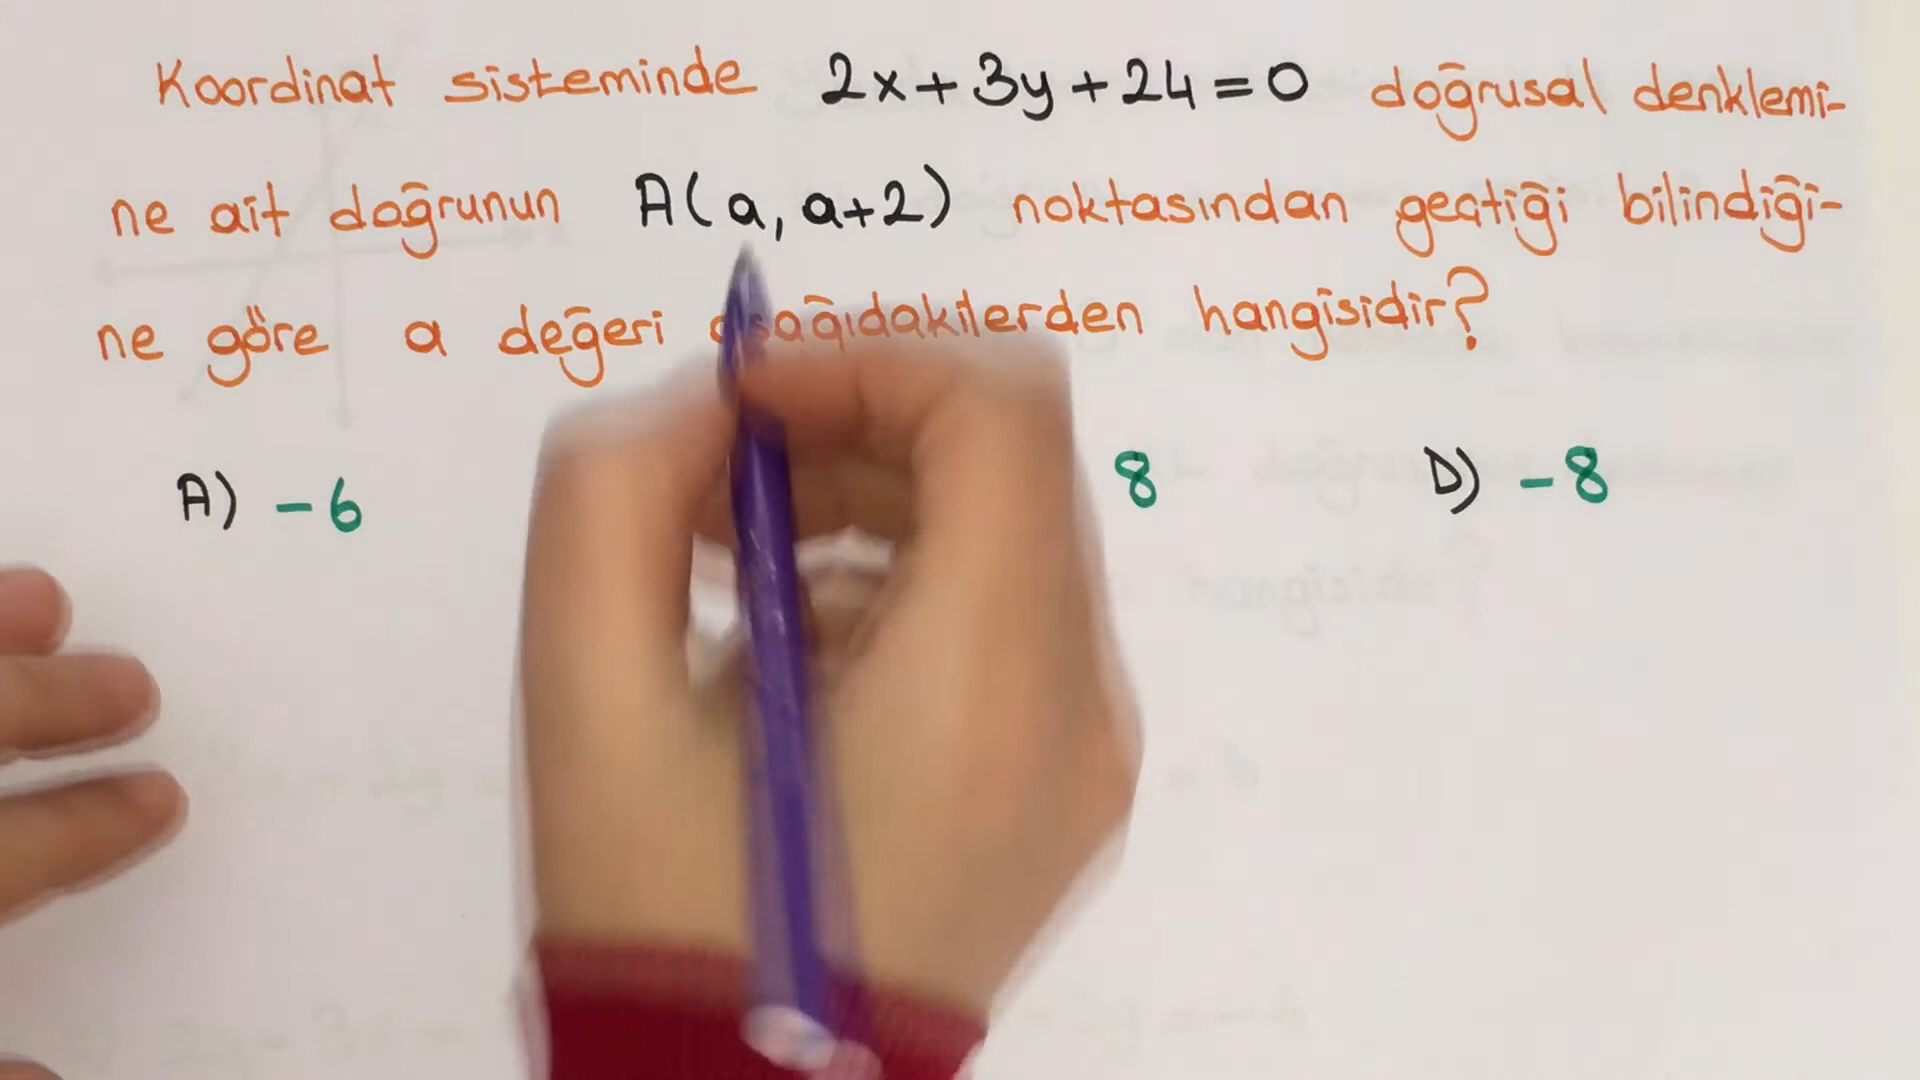 Koordinat sisteminde 2x+3y+24=0 doğrusal denklemi-
ne ait doğrunun A(a, a+2) noktasından geçtiği bilindiği-
ne göre a değeri aşağıdakilerden hangisidir?
A) -6 8 D) -8